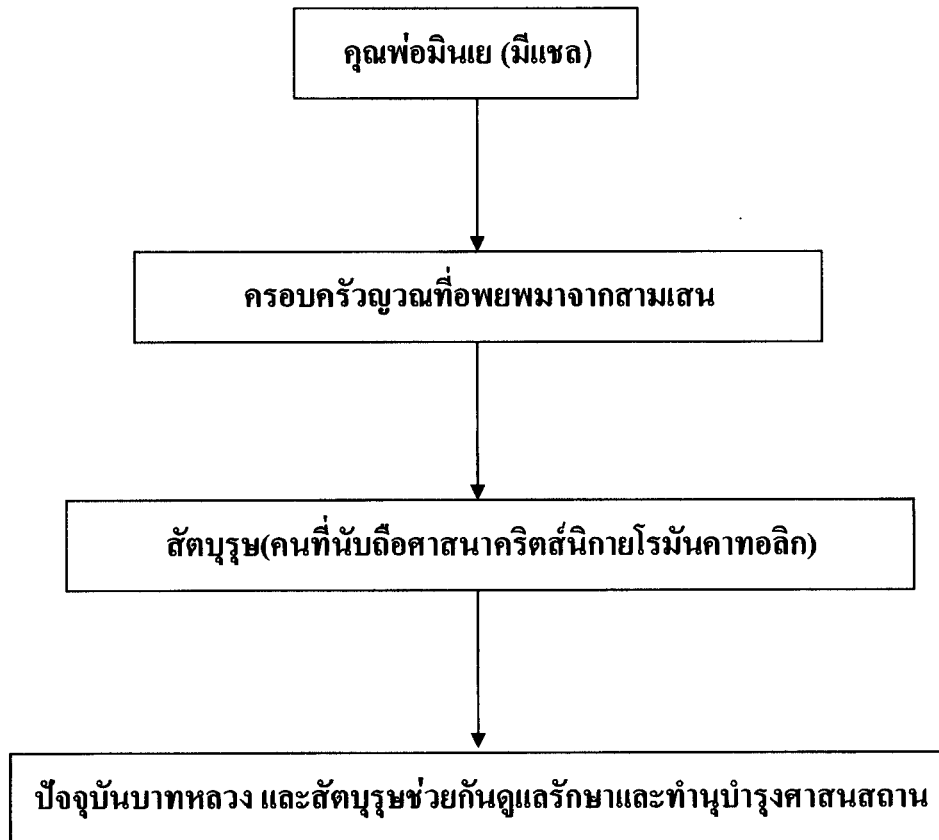 คุณพ่อมินเย (มีแชล)
ครอบครัวญวณที่อพยพมาจากสามเสน
สัตบุรุษ(คนที่นับถือศาสนาคริตส์นิกายโรมันคาทอลิก)
ปัจจุบันบาทหลวง และสัตบุรุษช่วยกันดูแลรักษาและทำนุบำรุงศาสนสถาน